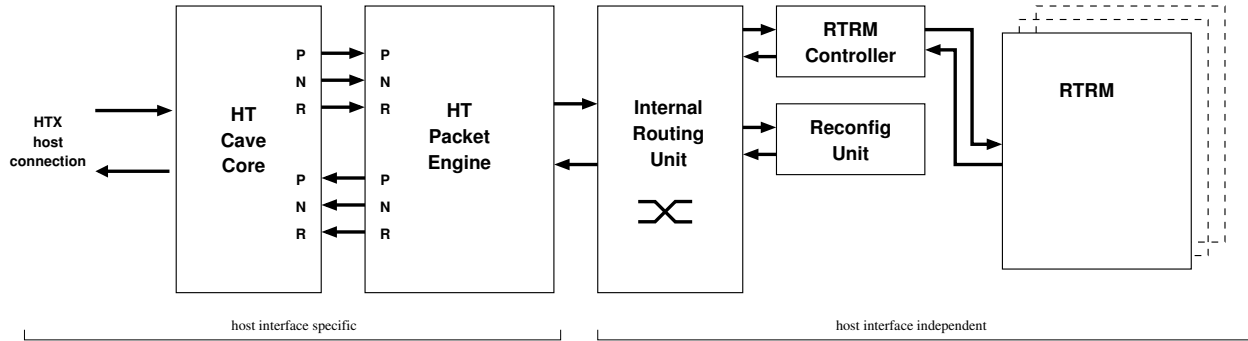 HTX
host
connection
HT
Cave
Core
P
N
R
P
N
R
P
N
R
HT
Packet
Engine
P
N
R
Internal
Routing
Unit
RTRM
Controller
Reconfig
Unit
RTRM
host interface specific
host interface independent